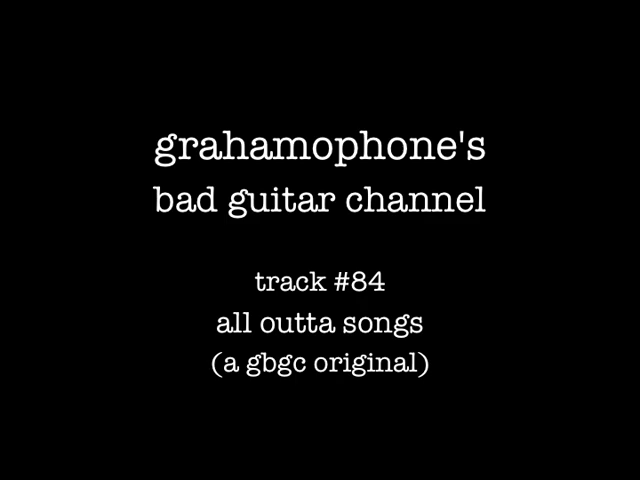 grahamophone's
bad guitar channel
track #84
all outta songs
(a gbgc original)